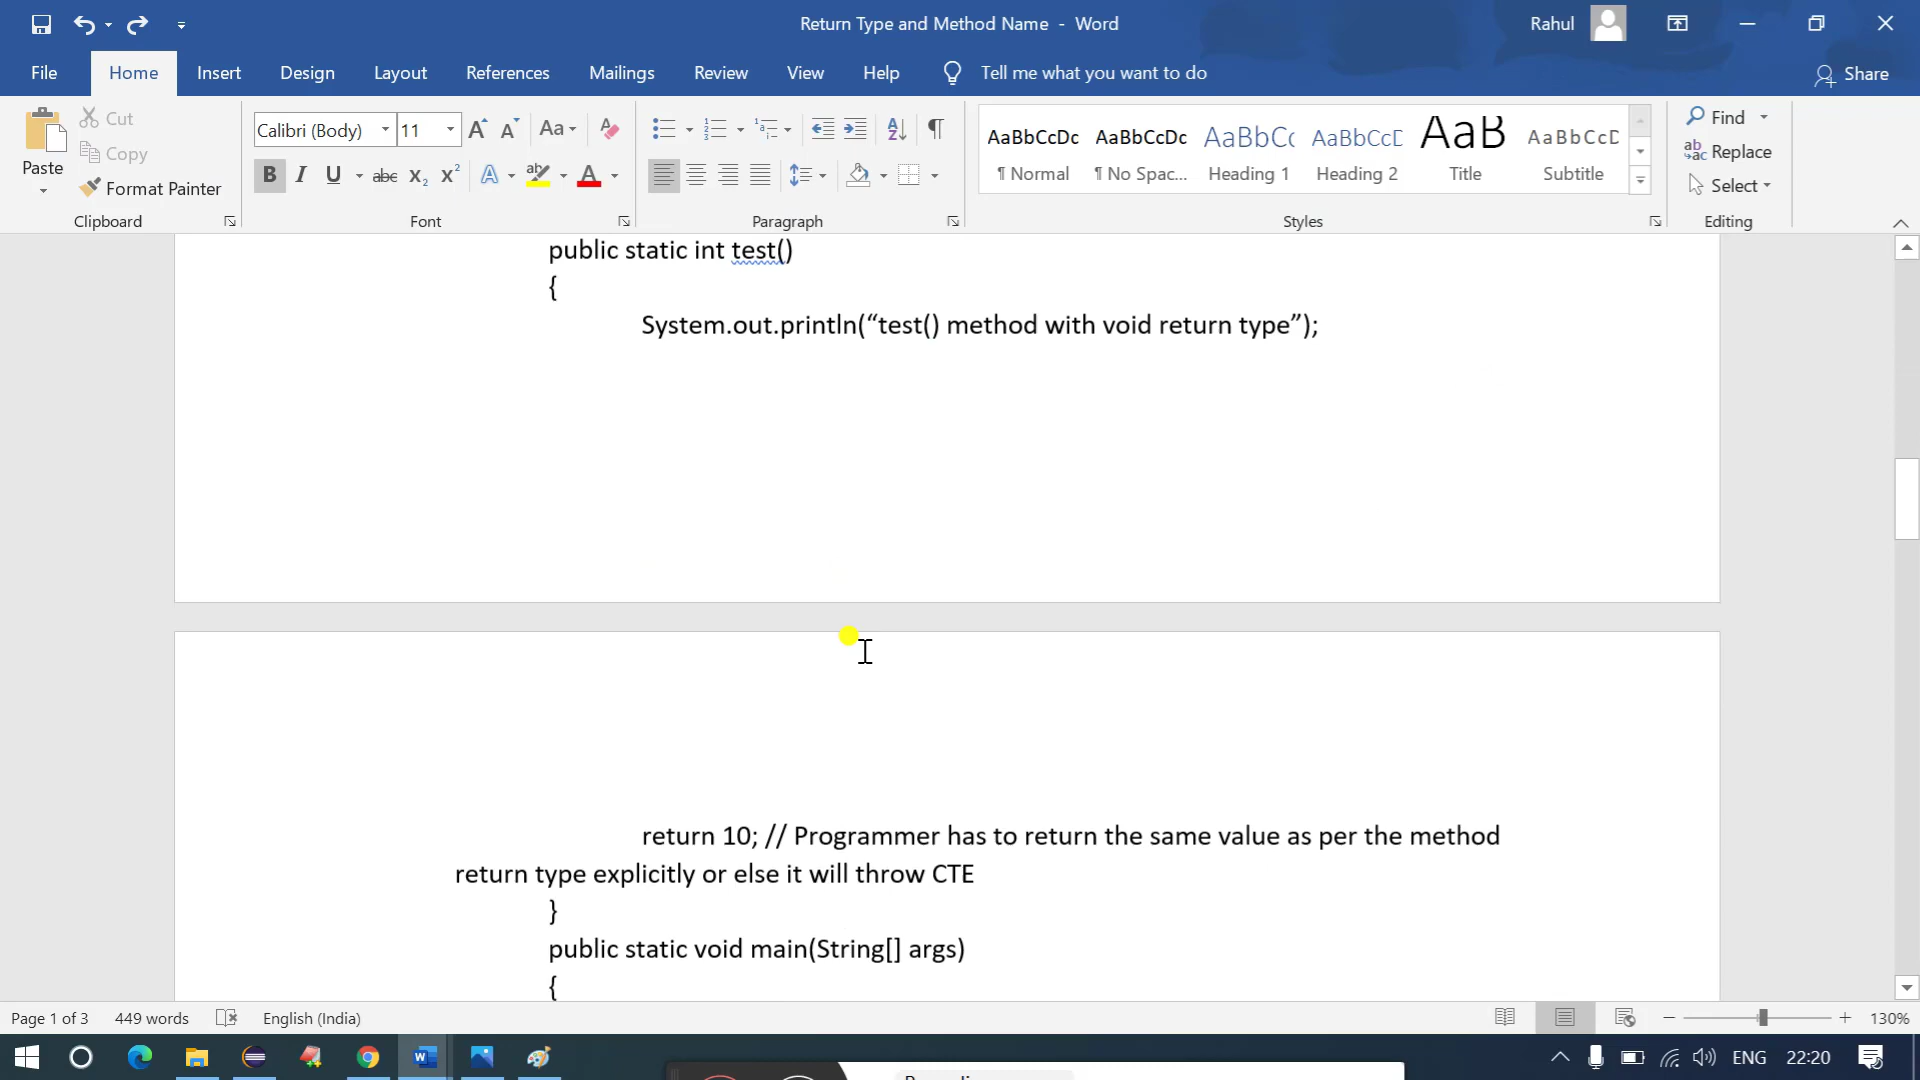 Return Type and Method Name - Word
Rahul
File Home Insert Design Layout References Mailings Review View Help Tell me what you want to do Share
Paste
Cut
Copy
Format Painter
Clipboard
Calibri (Body) 11
Font
Paragraph
AaBbCcDc AaBbCcDc AaBbCc AaBbCcD AaB AaBbCcD
¶ Normal ¶ No Spac... Heading 1 Heading 2 Title Subtitle
Styles
Find
Replace
Select
Editing
public static int test()
{
System.out.println(“test() method with void return type”);
return 10; // Programmer has to return the same value as per the method
return type explicitly or else it will throw CTE
}
public static void main(String[] args)
{
Page 1 of 3 449 words English (India) 130%
ENG 22:20